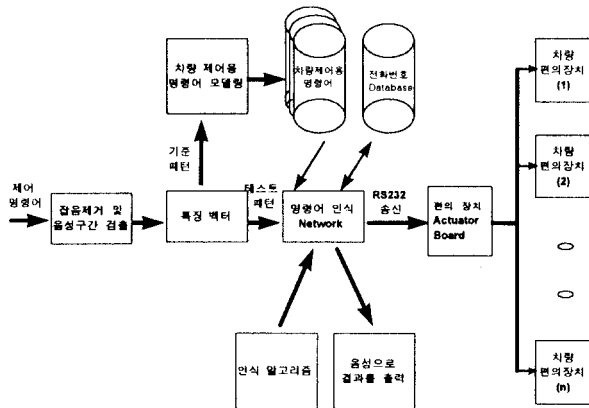 차량 제어용
명령어 모델링
차량제어용
명령어
전화번호
Database
차량
편의장치
(1)
기준
패턴
차량
편의장치
(2)
제어
명령어
잡음제거 및
음성구간 검출
특징 벡터
테스토
패턴
명령어 인식
Network
RS232
송신
편의 장치
Actuator
Board
인식 알고리즘
음성으로
결과를 출력
차량
편의장치
(n)